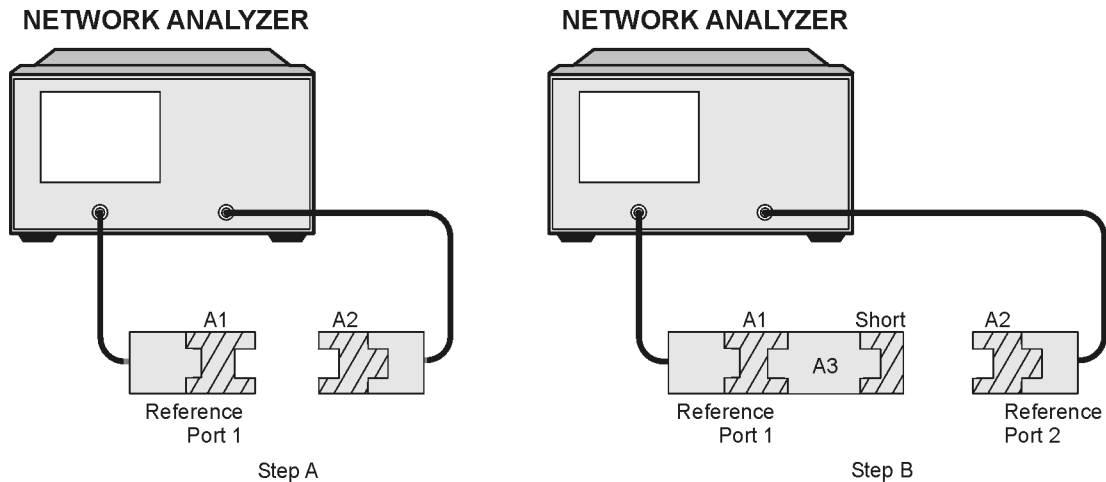 NETWORK ANALYZER
A1
A2
Reference
Port 1
Step A
NETWORK ANALYZER
A1
Short
A2
A3
Reference
Port 1
Reference
Port 2
Step B